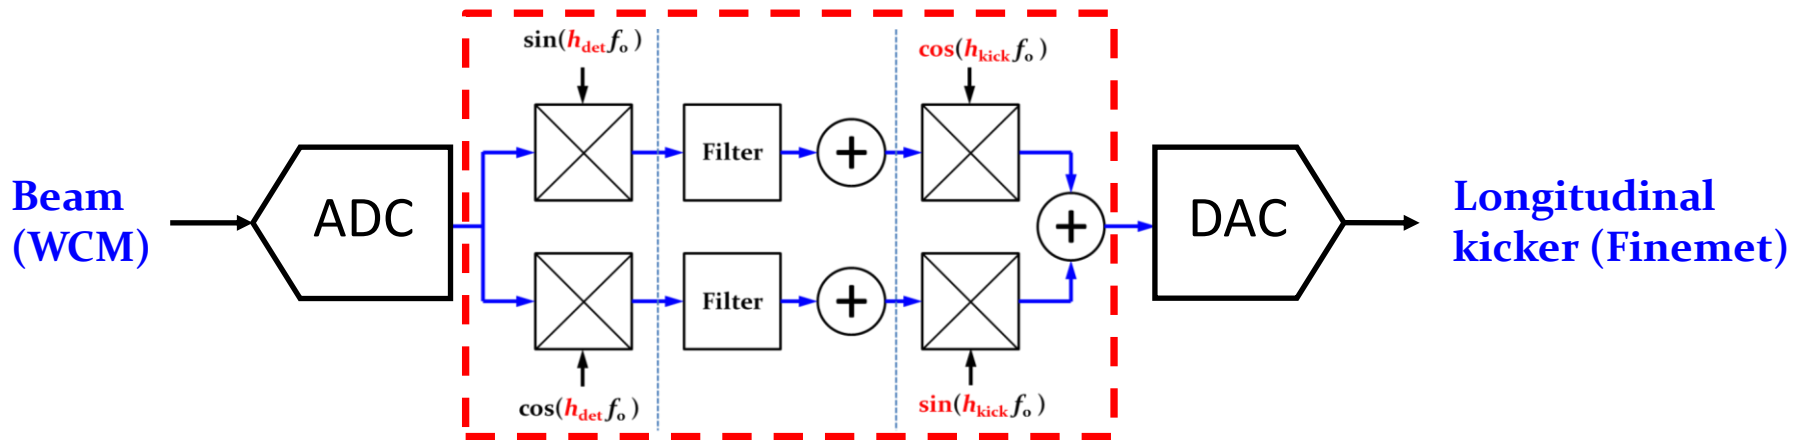 sin(h_det f_o)
cos(h_kick f_o)
Beam
(WCM)
ADC
Filter
+
+
DAC
Longitudinal
kicker (Finemet)
Filter
+
cos(h_det f_o)
sin(h_kick f_o)